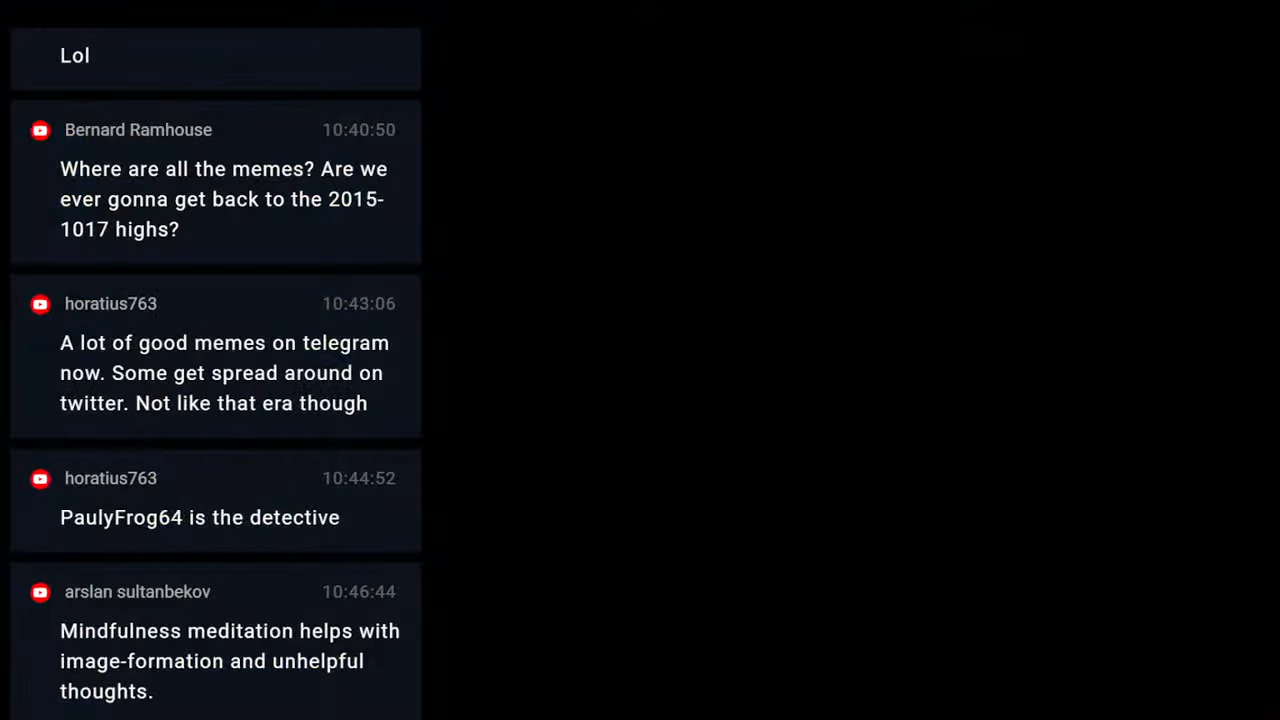 Lol
Bernard Ramhouse 10:40:50
Where are all the memes? Are we
ever gonna get back to the 2015-
1017 highs?
horatius763 10:43:06
A lot of good memes on telegram
now. Some get spread around on
twitter. Not like that era though
horatius763 10:44:52
PaulyFrog64 is the detective
arslan sultanbekov 10:46:44
Mindfulness meditation helps with
image-formation and unhelpful
thoughts.